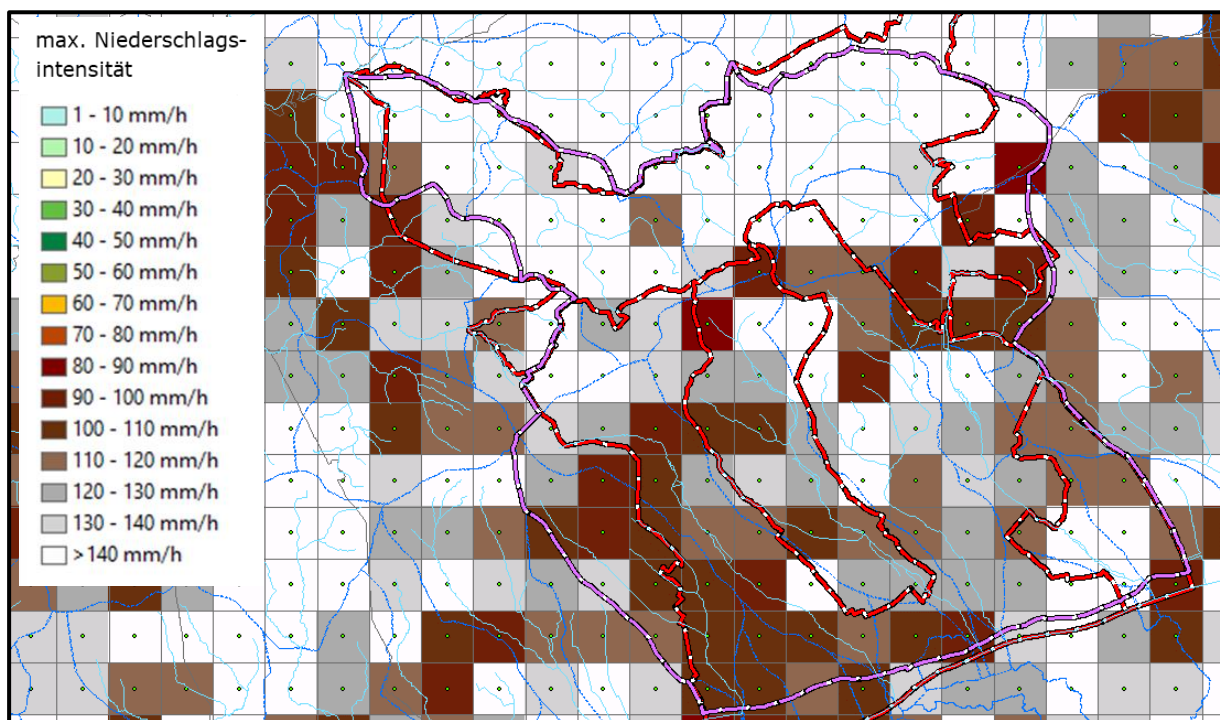 max. Niederschlags-
intensität
1 - 10 mm/h
10 - 20 mm/h
20 - 30 mm/h
30 - 40 mm/h
40 - 50 mm/h
50 - 60 mm/h
60 - 70 mm/h
70 - 80 mm/h
80 - 90 mm/h
90 - 100 mm/h
100 - 110 mm/h
110 - 120 mm/h
120 - 130 mm/h
130 - 140 mm/h
>140 mm/h